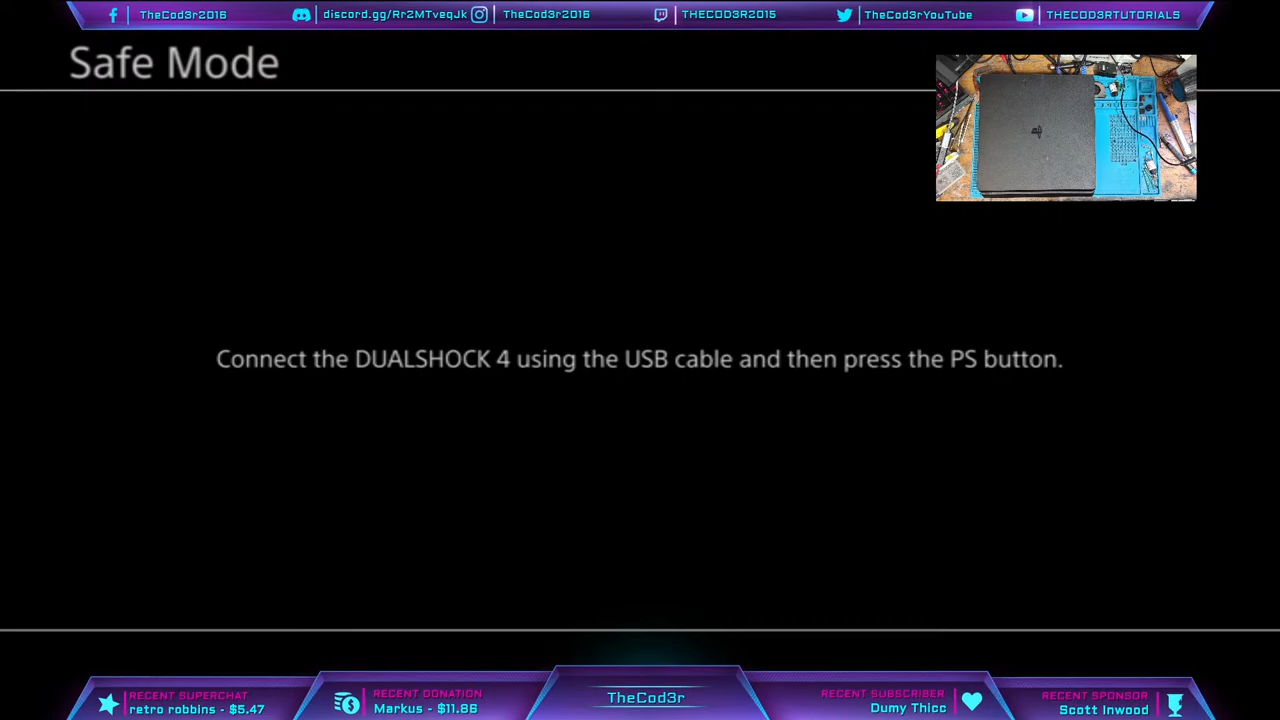 TheCod3r2016
discord.gg/Rr2MTveqJk
TheCod3r2016
THECOD3R2015
TheCod3rYouTube
THECOD3RTUTORIALS
Safe Mode
Connect the DUALSHOCK 4 using the USB cable and then press the PS button.
RECENT SUPERCHAT
retro robbins - $5.47
RECENT DONATION
Markus - $11.86
TheCod3r
RECENT SUBSCRIBER
Dumy Thicc
RECENT SPONSOR
Scott Inwood